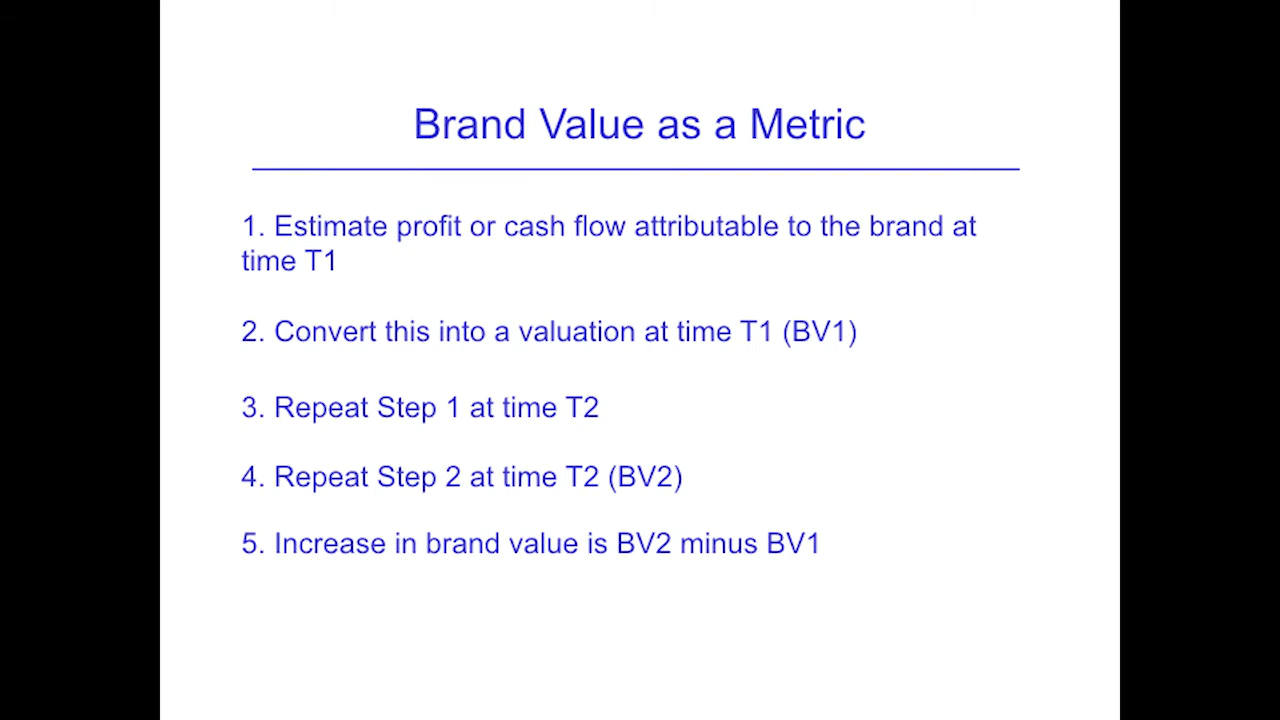 Brand Value as a Metric
1. Estimate profit or cash flow attributable to the brand at
time T1
2. Convert this into a valuation at time T1 (BV1)
3. Repeat Step 1 at time T2
4. Repeat Step 2 at time T2 (BV2)
5. Increase in brand value is BV2 minus BV1